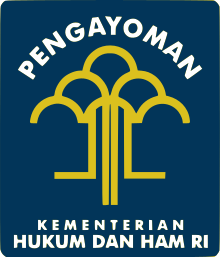 PENGAYOMAN
KEMENTERIAN
HUKUM DAN HAM RI